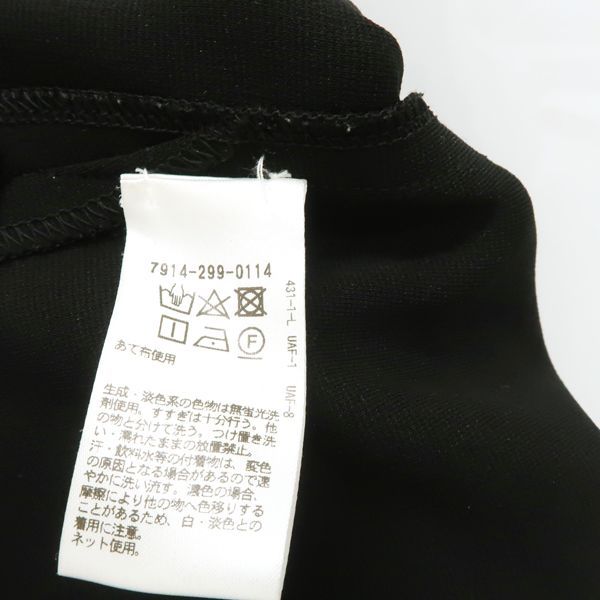 7914-299-0114
F
あて布使用
生成・淡色系の色物は無蛍光洗
剤使用。すすぎは十分行う。他
の物と分けて洗う。つけ置き洗
い・濡れたままの放置禁止。
汗・飲料水等の付着物は、変色
の原因となる場合があるので速
やかに洗い流す。濃色の場合、
摩擦により他の物へ色移りする
ことがあるため、白・淡色との
着用に注意。
ネット使用。
431-1-L UAF-1 UAF-8